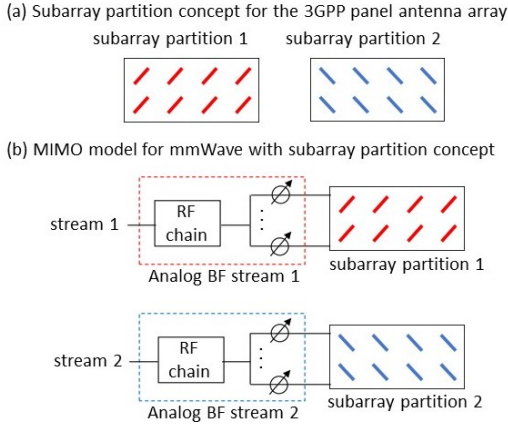 (a) Subarray partition concept for the 3GPP panel antenna array
subarray partition 1
subarray partition 2
(b) MIMO model for mmWave with subarray partition concept
stream 1
RF
chain
Analog BF stream 1
subarray partition 1
stream 2
RF
chain
Analog BF stream 2
subarray partition 2